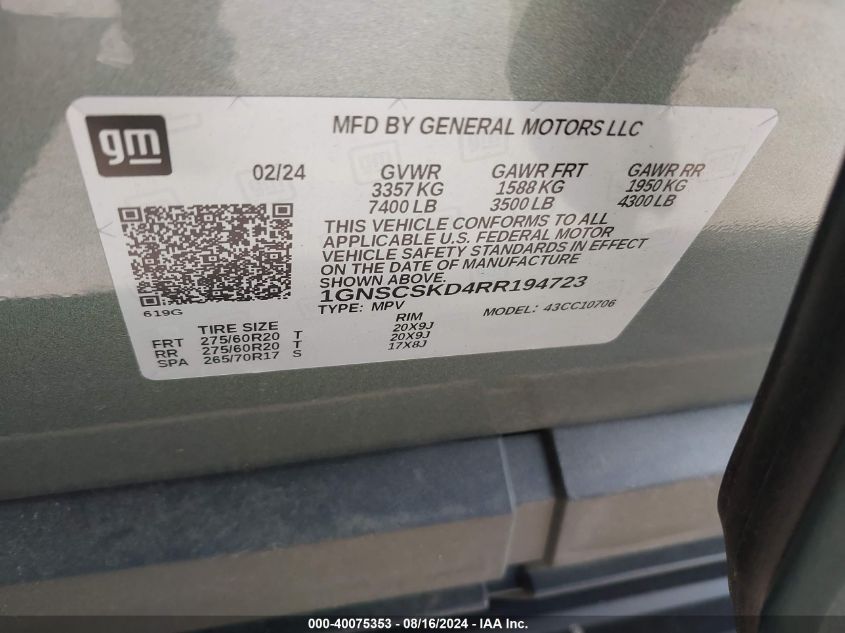 gm
MFD BY GENERAL MOTORS LLC
02/24 GVWR GAWR FRT GAWR RR
3357 KG 1588 KG 1950 KG
7400 LB 3500 LB 4300 LB
THIS VEHICLE CONFORMS TO ALL
APPLICABLE U.S. FEDERAL MOTOR
VEHICLE SAFETY STANDARDS IN EFFECT
ON THE DATE OF MANUFACTURE
SHOWN ABOVE.
1GNSCSKD4RR194723
TYPE: MPV MODEL: 43CC10706
619G
TIRE SIZE RIM
FRT 275/60R20 T 20X9J
RR 275/60R20 T 20X9J
SPA 265/70R17 S 17X8J
000-40075353 - 08/16/2024 - IAA Inc.